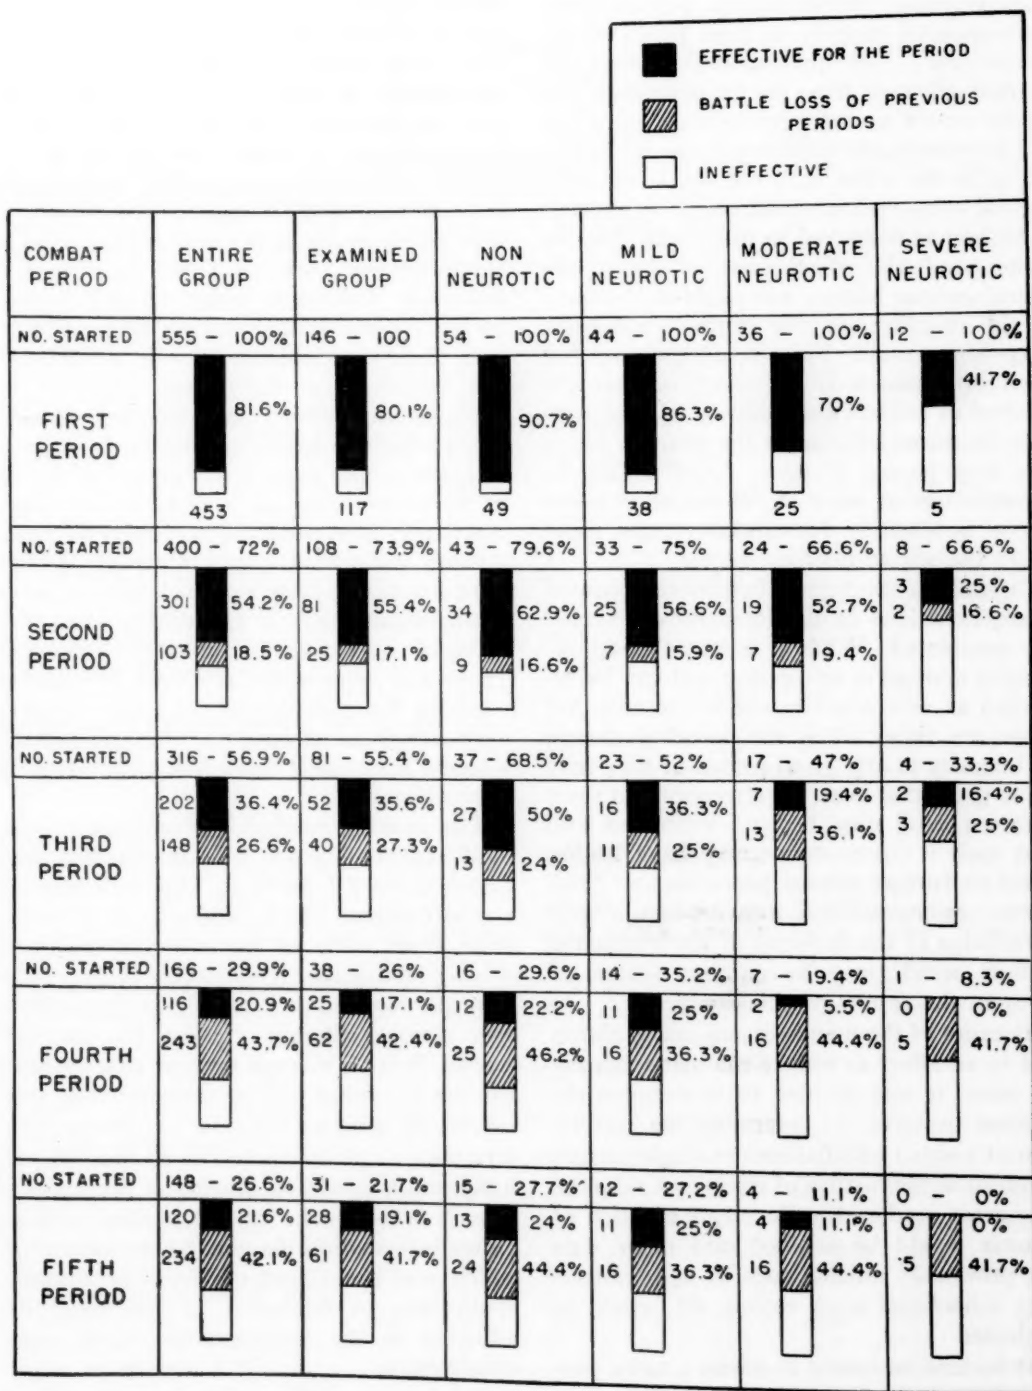 EFFECTIVE FOR THE PERIOD
BATTLE LOSS OF PREVIOUS
PERIODS
INEFFECTIVE
COMBAT PERIOD ENTIRE GROUP EXAMINED GROUP NON NEUROTIC MILD NEUROTIC MODERATE NEUROTIC SEVERE NEUROTIC
NO. STARTED 555 - 100% 146 - 100 54 - 100% 44 - 100% 36 - 100% 12 - 100%
FIRST PERIOD 81.6% 80.1% 90.7% 86.3% 70% 41.7%
453 117 49 38 25 5
NO. STARTED 400 - 72% 108 - 73.9% 43 - 79.6% 33 - 75% 24 - 66.6% 8 - 66.6%
SECOND PERIOD
301 54.2% 81 55.4% 34 62.9% 25 56.6% 19 52.7% 3 25%
103 18.5% 25 17.1% 9 16.6% 7 15.9% 7 19.4% 2 16.6%
NO. STARTED 316 - 56.9% 81 - 55.4% 37 - 68.5% 23 - 52% 17 - 47% 4 - 33.3%
THIRD PERIOD
202 36.4% 52 35.6% 27 50% 16 36.3% 7 19.4% 2 16.4%
148 26.6% 40 27.3% 13 24% 11 25% 13 36.1% 3 25%
NO. STARTED 166 - 29.9% 38 - 26% 16 - 29.6% 14 - 35.2% 7 - 19.4% 1 - 8.3%
FOURTH PERIOD
116 20.9% 25 17.1% 12 22.2% 11 25% 2 5.5% 0 0%
243 43.7% 62 42.4% 25 46.2% 16 36.3% 16 44.4% 5 41.7%
NO. STARTED 148 - 26.6% 31 - 21.7% 15 - 27.7% 12 - 27.2% 4 - 11.1% 0 - 0%
FIFTH PERIOD
120 21.6% 28 19.1% 13 24% 11 25% 4 11.1% 0 0%
234 42.1% 61 41.7% 24 44.4% 16 36.3% 16 44.4% 5 41.7%